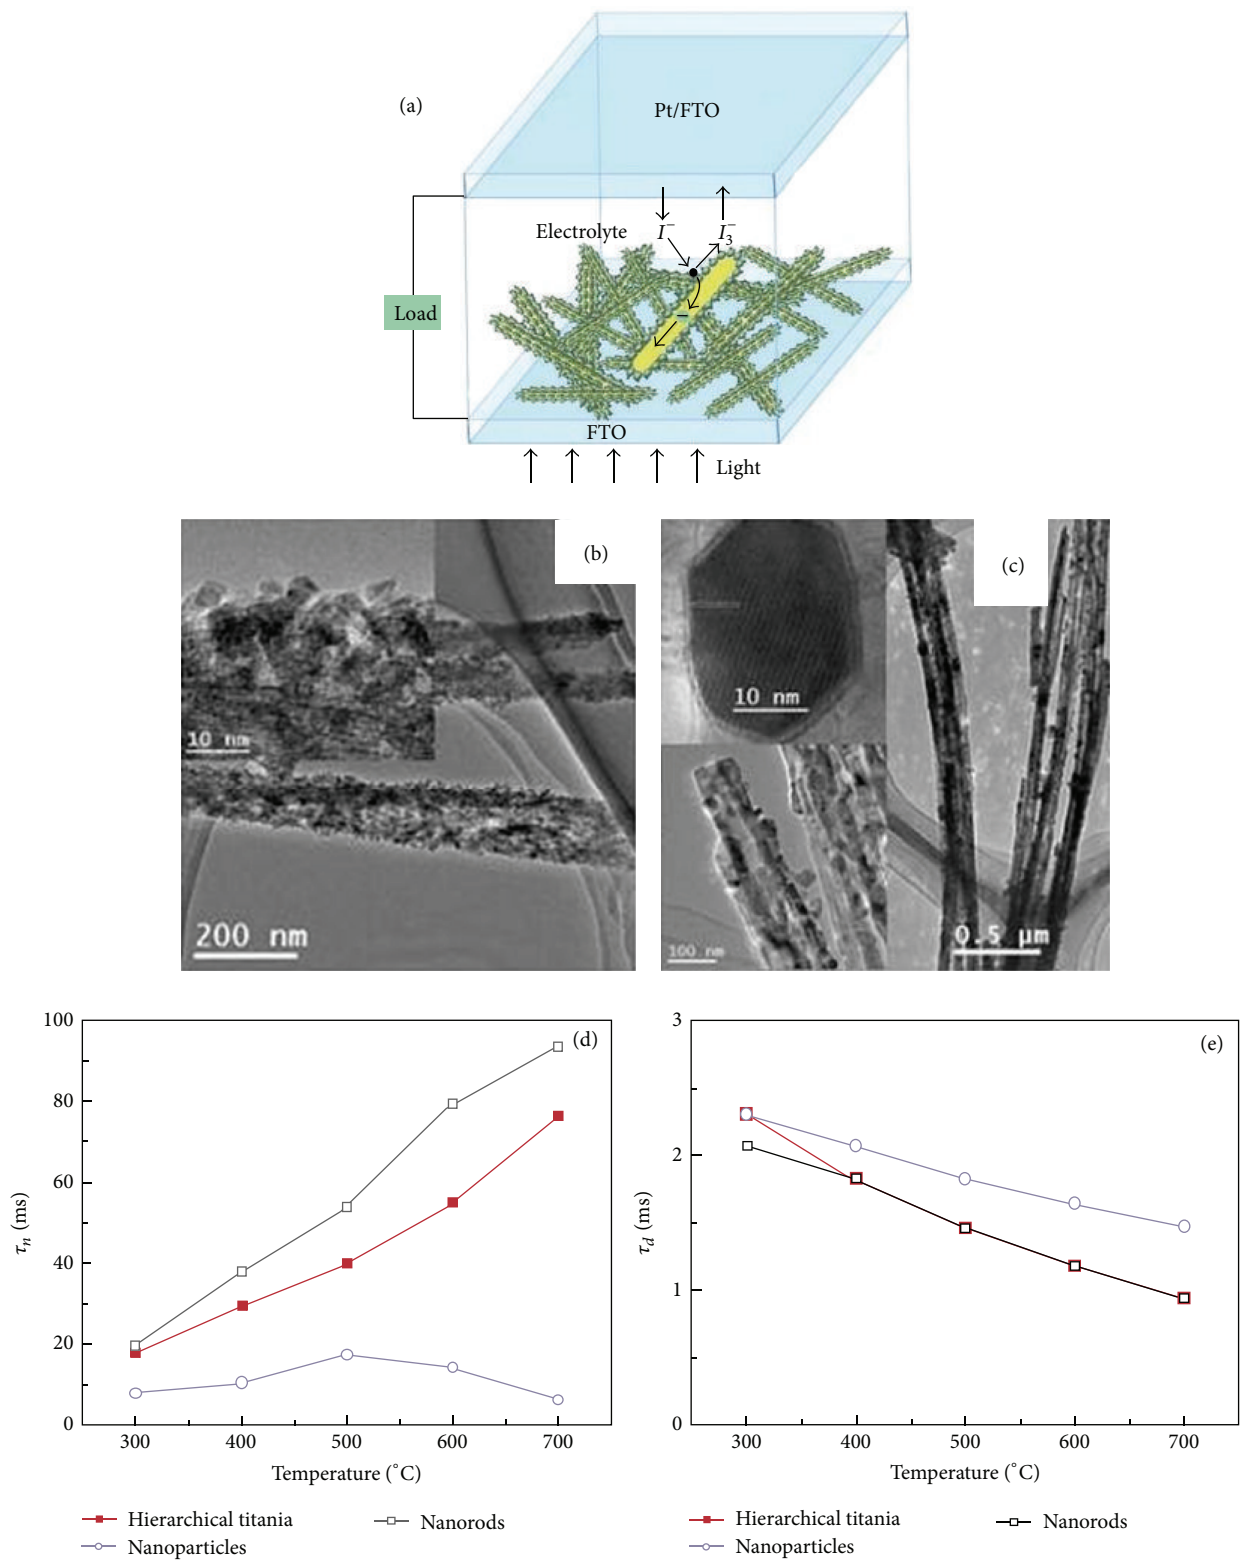 (a)
Pt/FTO
Electrolyte
I⁻
I₃⁻
Load
−
FTO
Light
(b)
10 nm
200 nm
(c)
10 nm
100 nm
0.5 µm
(d)
100
80
60
40
20
0
τn (ms)
300 400 500 600 700
Temperature (°C)
Hierarchical titania
Nanoparticles
Nanorods
(e)
3
2
1
0
τd (ms)
300 400 500 600 700
Temperature (°C)
Hierarchical titania
Nanoparticles
Nanorods